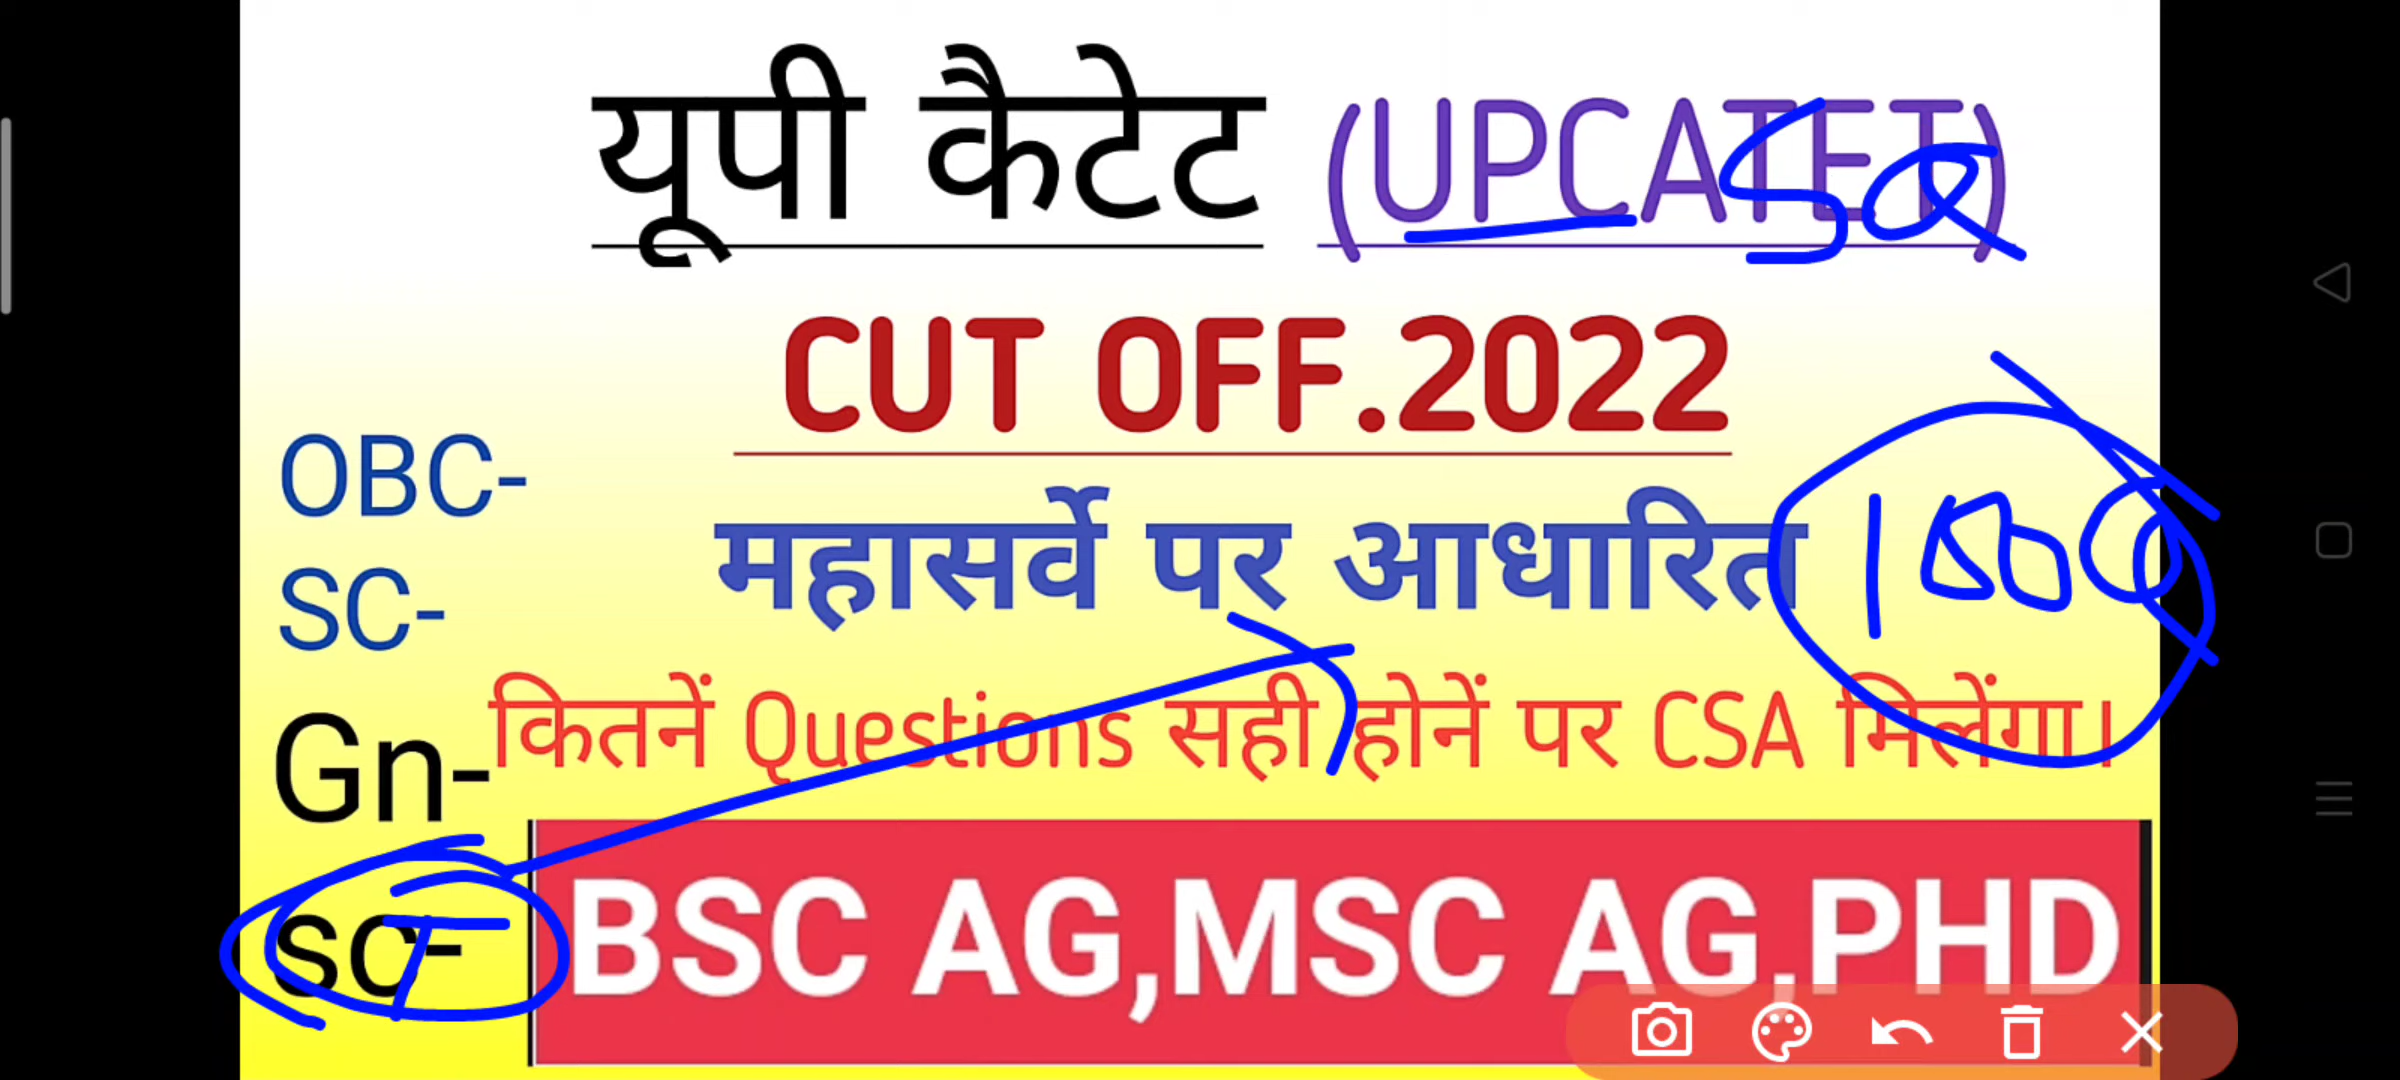 यूपी कैटेट (UPCATET)
CUT OFF.2022
OBC-
महासर्वे पर आधारित
SC-
कितनें Questions सही होनें पर CSA मिलेंगा।
Gn-
sc-
BSC AG,MSC AG,PHD